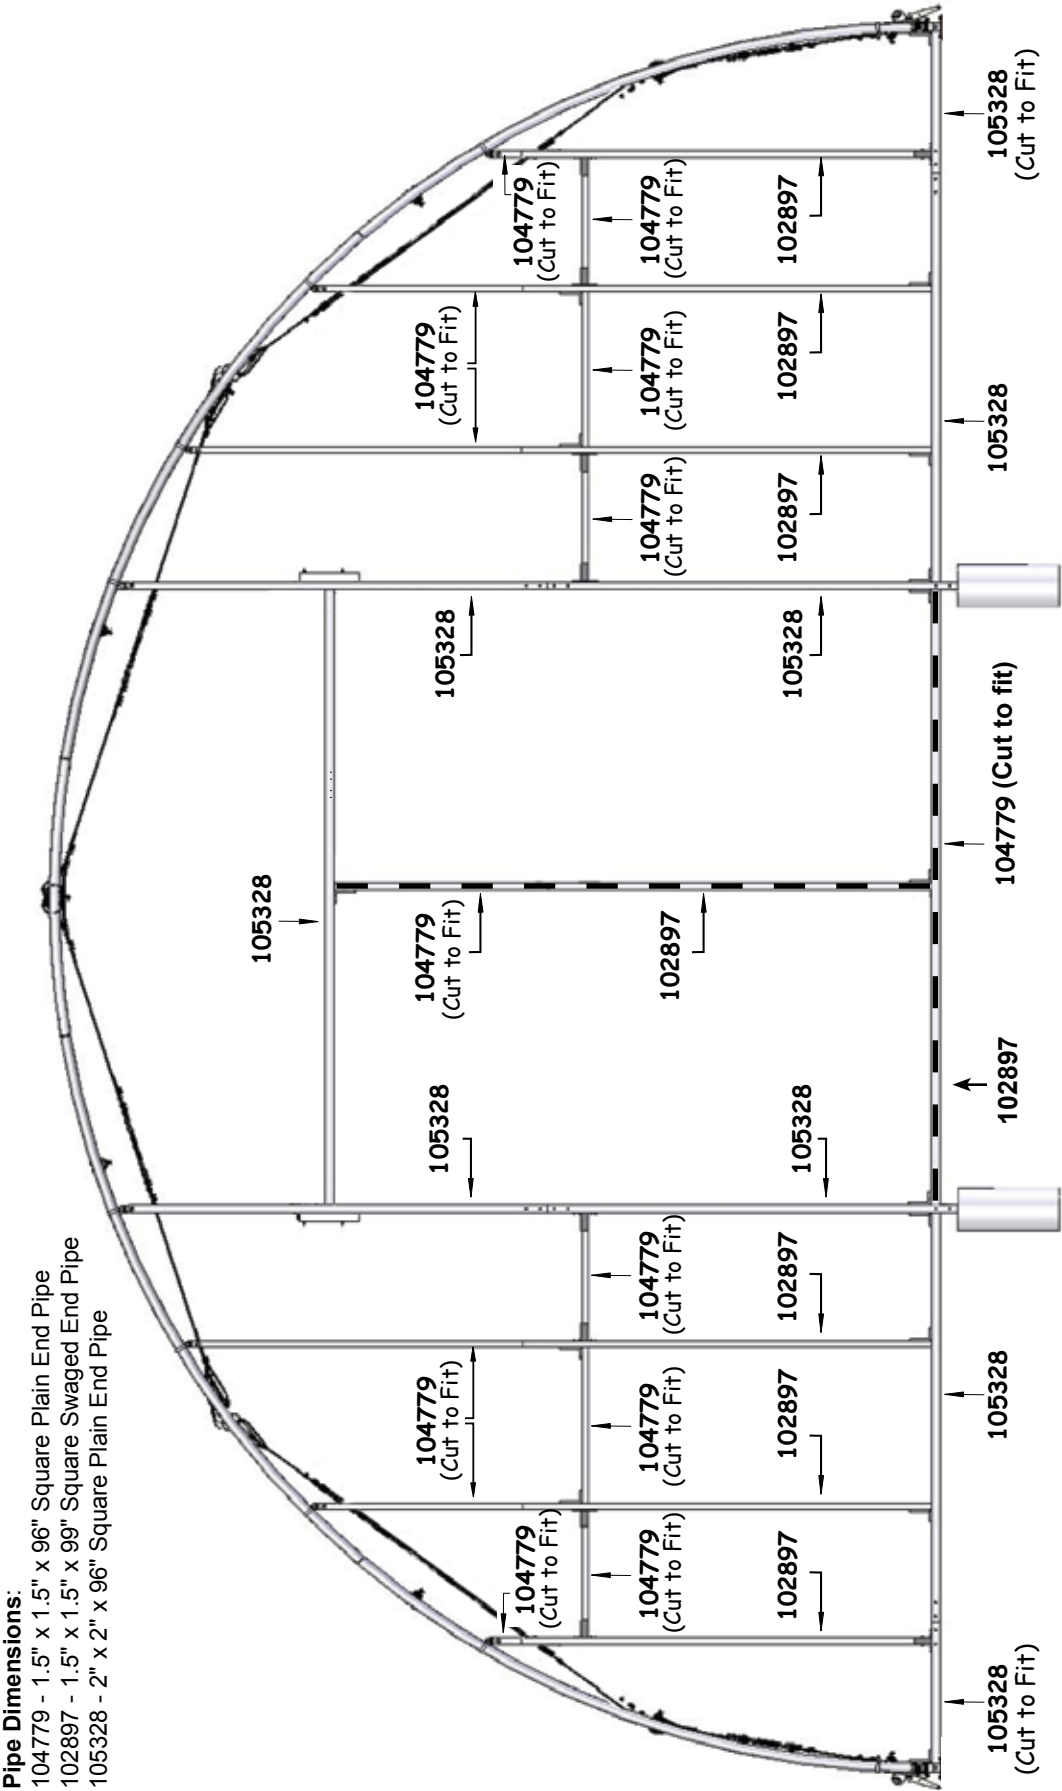 Pipe Dimensions:
104779 - 1.5" x 1.5" x 96" Square Plain End Pipe
102897 - 1.5" x 1.5" x 99" Square Swaged End Pipe
105328 - 2" x 2" x 96" Square Plain End Pipe
105328
104779
(Cut to Fit)
105328
104779
(Cut to Fit)
105328
104779
(Cut to Fit)
104779
(Cut to Fit)
104779
(Cut to Fit)
104779
(Cut to Fit)
104779
(Cut to Fit)
104779
(Cut to Fit)
102897
104779
(Cut to Fit)
104779
(Cut to Fit)
104779
(Cut to Fit)
102897
102897
102897
105328
105328
102897
102897
102897
105328
(Cut to Fit)
105328
102897
104779 (Cut to fit)
105328
105328
(Cut to Fit)